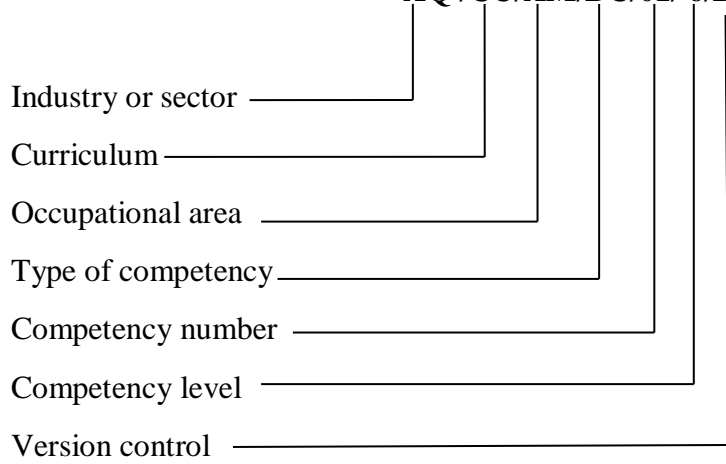 Industry or sector
Curriculum
Occupational area
Type of competency
Competency number
Competency level
Version control